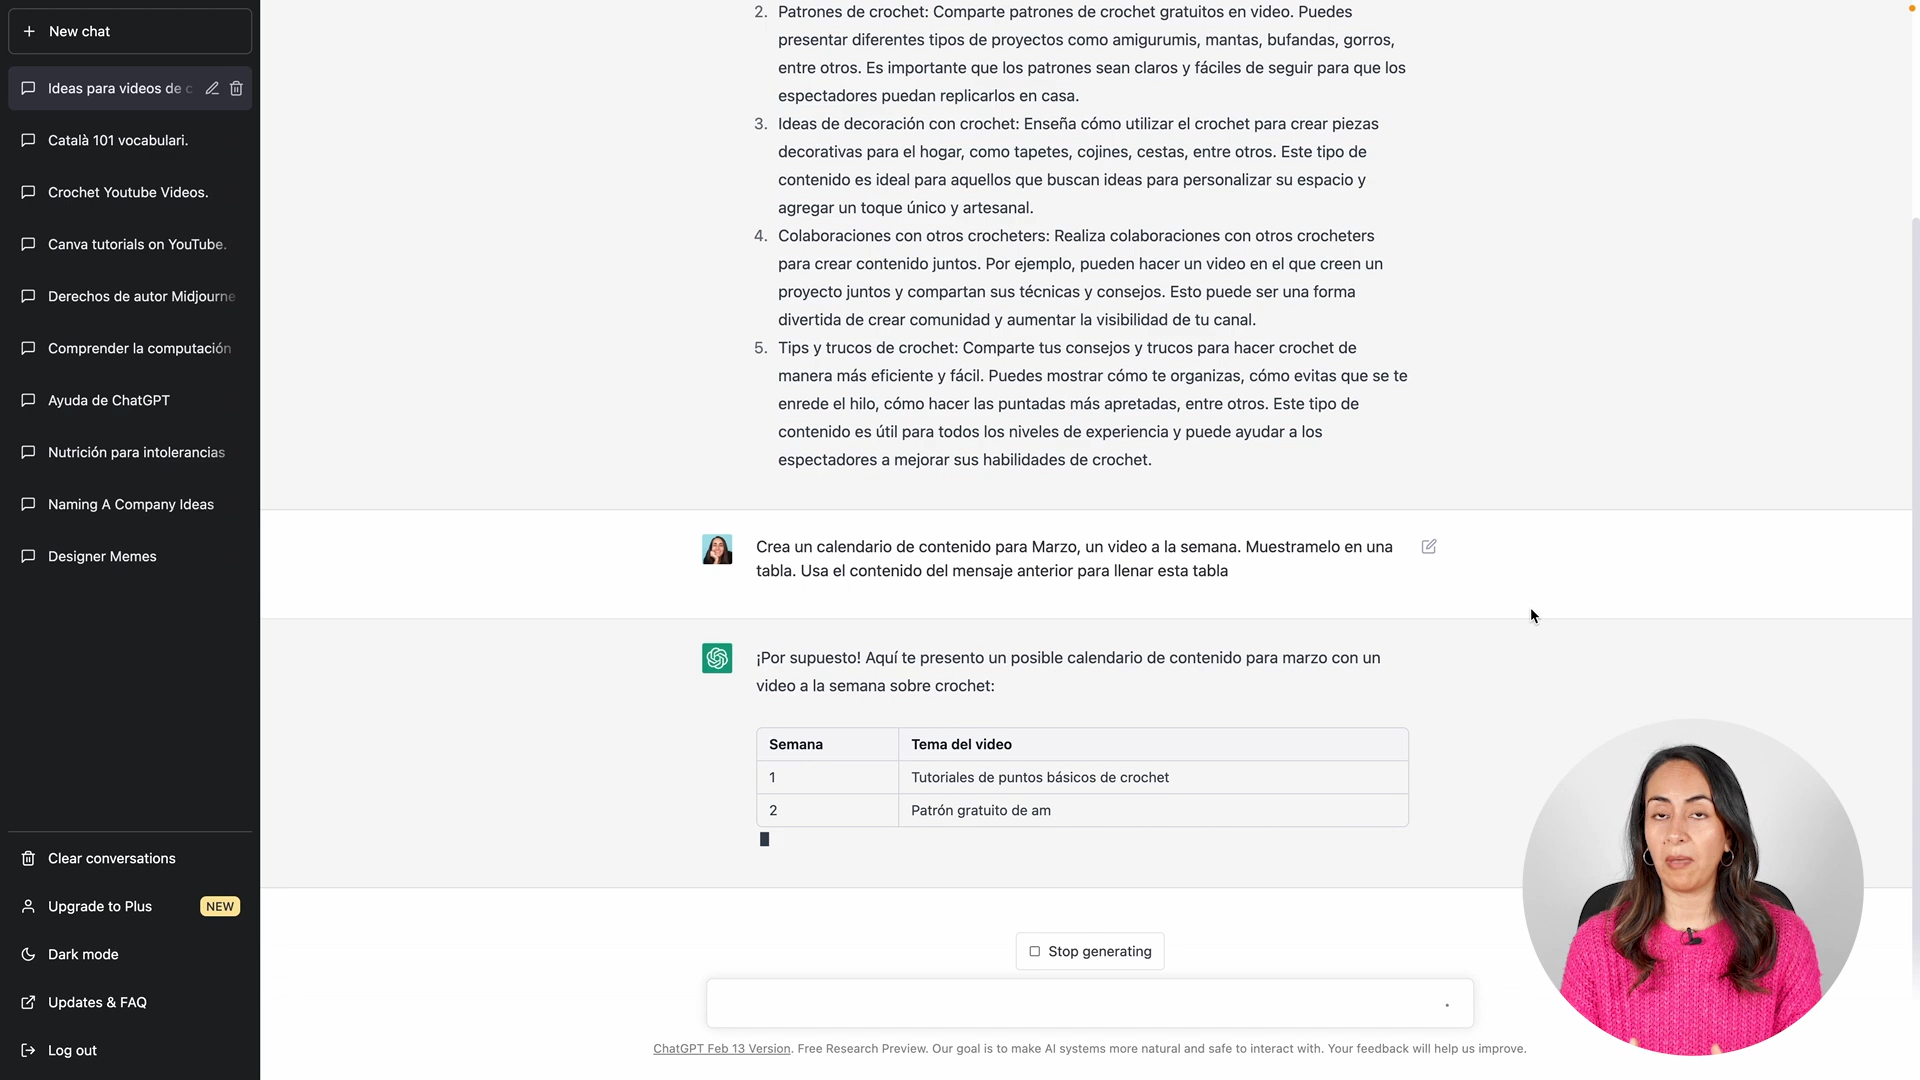 New chat
Ideas para videos de c
Català 101 vocabulari.
Crochet Youtube Videos.
Canva tutorials on YouTube.
Derechos de autor Midjourne
Comprender la computación
Ayuda de ChatGPT
Nutrición para intolerancias
Naming A Company Ideas
Designer Memes
Clear conversations
Upgrade to Plus NEW
Dark mode
Updates & FAQ
Log out
2. Patrones de crochet: Comparte patrones de crochet gratuitos en video. Puedes
presentar diferentes tipos de proyectos como amigurumis, mantas, bufandas, gorros,
entre otros. Es importante que los patrones sean claros y fáciles de seguir para que los
espectadores puedan replicarlos en casa.
3. Ideas de decoración con crochet: Enseña cómo utilizar el crochet para crear piezas
decorativas para el hogar, como tapetes, cojines, cestas, entre otros. Este tipo de
contenido es ideal para aquellos que buscan ideas para personalizar su espacio y
agregar un toque único y artesanal.
4. Colaboraciones con otros crocheters: Realiza colaboraciones con otros crocheters
para crear contenido juntos. Por ejemplo, pueden hacer un video en el que creen un
proyecto juntos y compartan sus técnicas y consejos. Esto puede ser una forma
divertida de crear comunidad y aumentar la visibilidad de tu canal.
5. Tips y trucos de crochet: Comparte tus consejos y trucos para hacer crochet de
manera más eficiente y fácil. Puedes mostrar cómo te organizas, cómo evitas que se te
enrede el hilo, cómo hacer las puntadas más apretadas, entre otros. Este tipo de
contenido es útil para todos los niveles de experiencia y puede ayudar a los
espectadores a mejorar sus habilidades de crochet.
Crea un calendario de contenido para Marzo, un video a la semana. Muestramelo en una
tabla. Usa el contenido del mensaje anterior para llenar esta tabla
¡Por supuesto! Aquí te presento un posible calendario de contenido para marzo con un
video a la semana sobre crochet:
Semana Tema del video
1 Tutoriales de puntos básicos de crochet
2 Patrón gratuito de am
Stop generating
ChatGPT Feb 13 Version. Free Research Preview. Our goal is to make AI systems more natural and safe to interact with. Your feedback will help us improve.